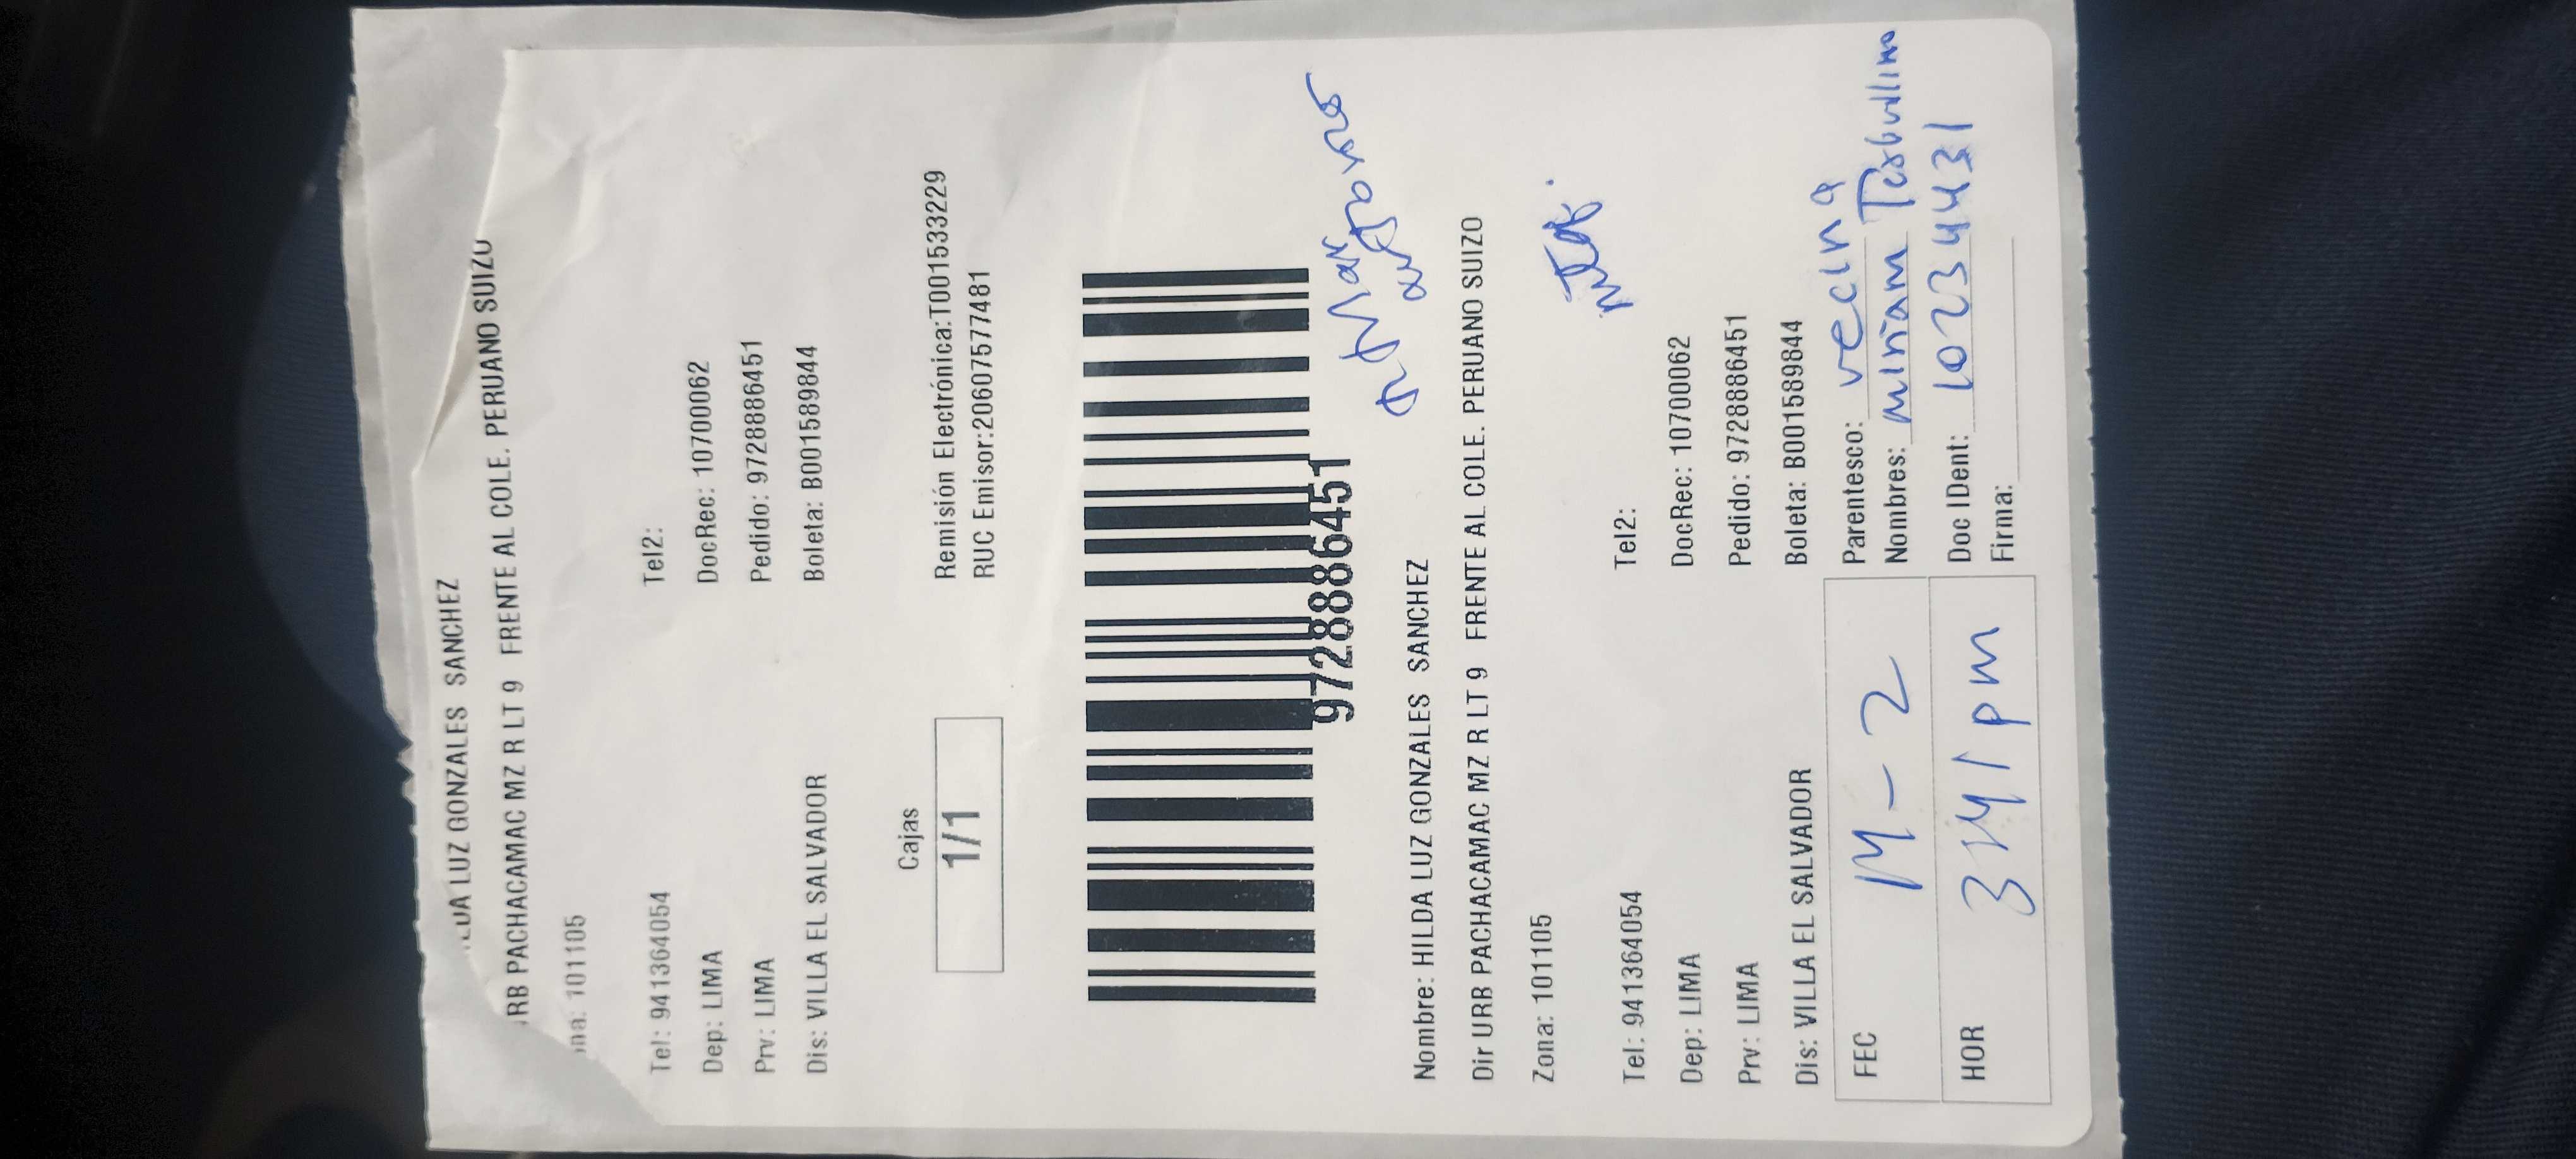 LUZ GONZALES SANCHEZ
URB PACHACAMAC MZ R LT 9 FRENTE AL COLE. PERUANO SUIZO
ona: 101105
Tel: 941364054 Tel2:
Dep: LIMA DocRec: 10700062
Prv: LIMA Pedido: 9728886451
Dis: VILLA EL SALVADOR Boleta: B001589844
Cajas
1/1
Remisión Electrónica:T001533229
RUC Emisor:20607577481
9728886451
Nombre: HILDA LUZ GONZALES SANCHEZ
Dir URB PACHACAMAC MZ R LT 9 FRENTE AL COLE. PERUANO SUIZO
Zona: 101105
Tel: 941364054 Tel2:
Dep: LIMA DocRec: 10700062
Prv: LIMA Pedido: 9728886451
Dis: VILLA EL SALVADOR Boleta: B001589844
FEC 14-2 Parentesco: vecina
Nombres: miriam
HOR pm Doc IDent: 10234431
Firma: